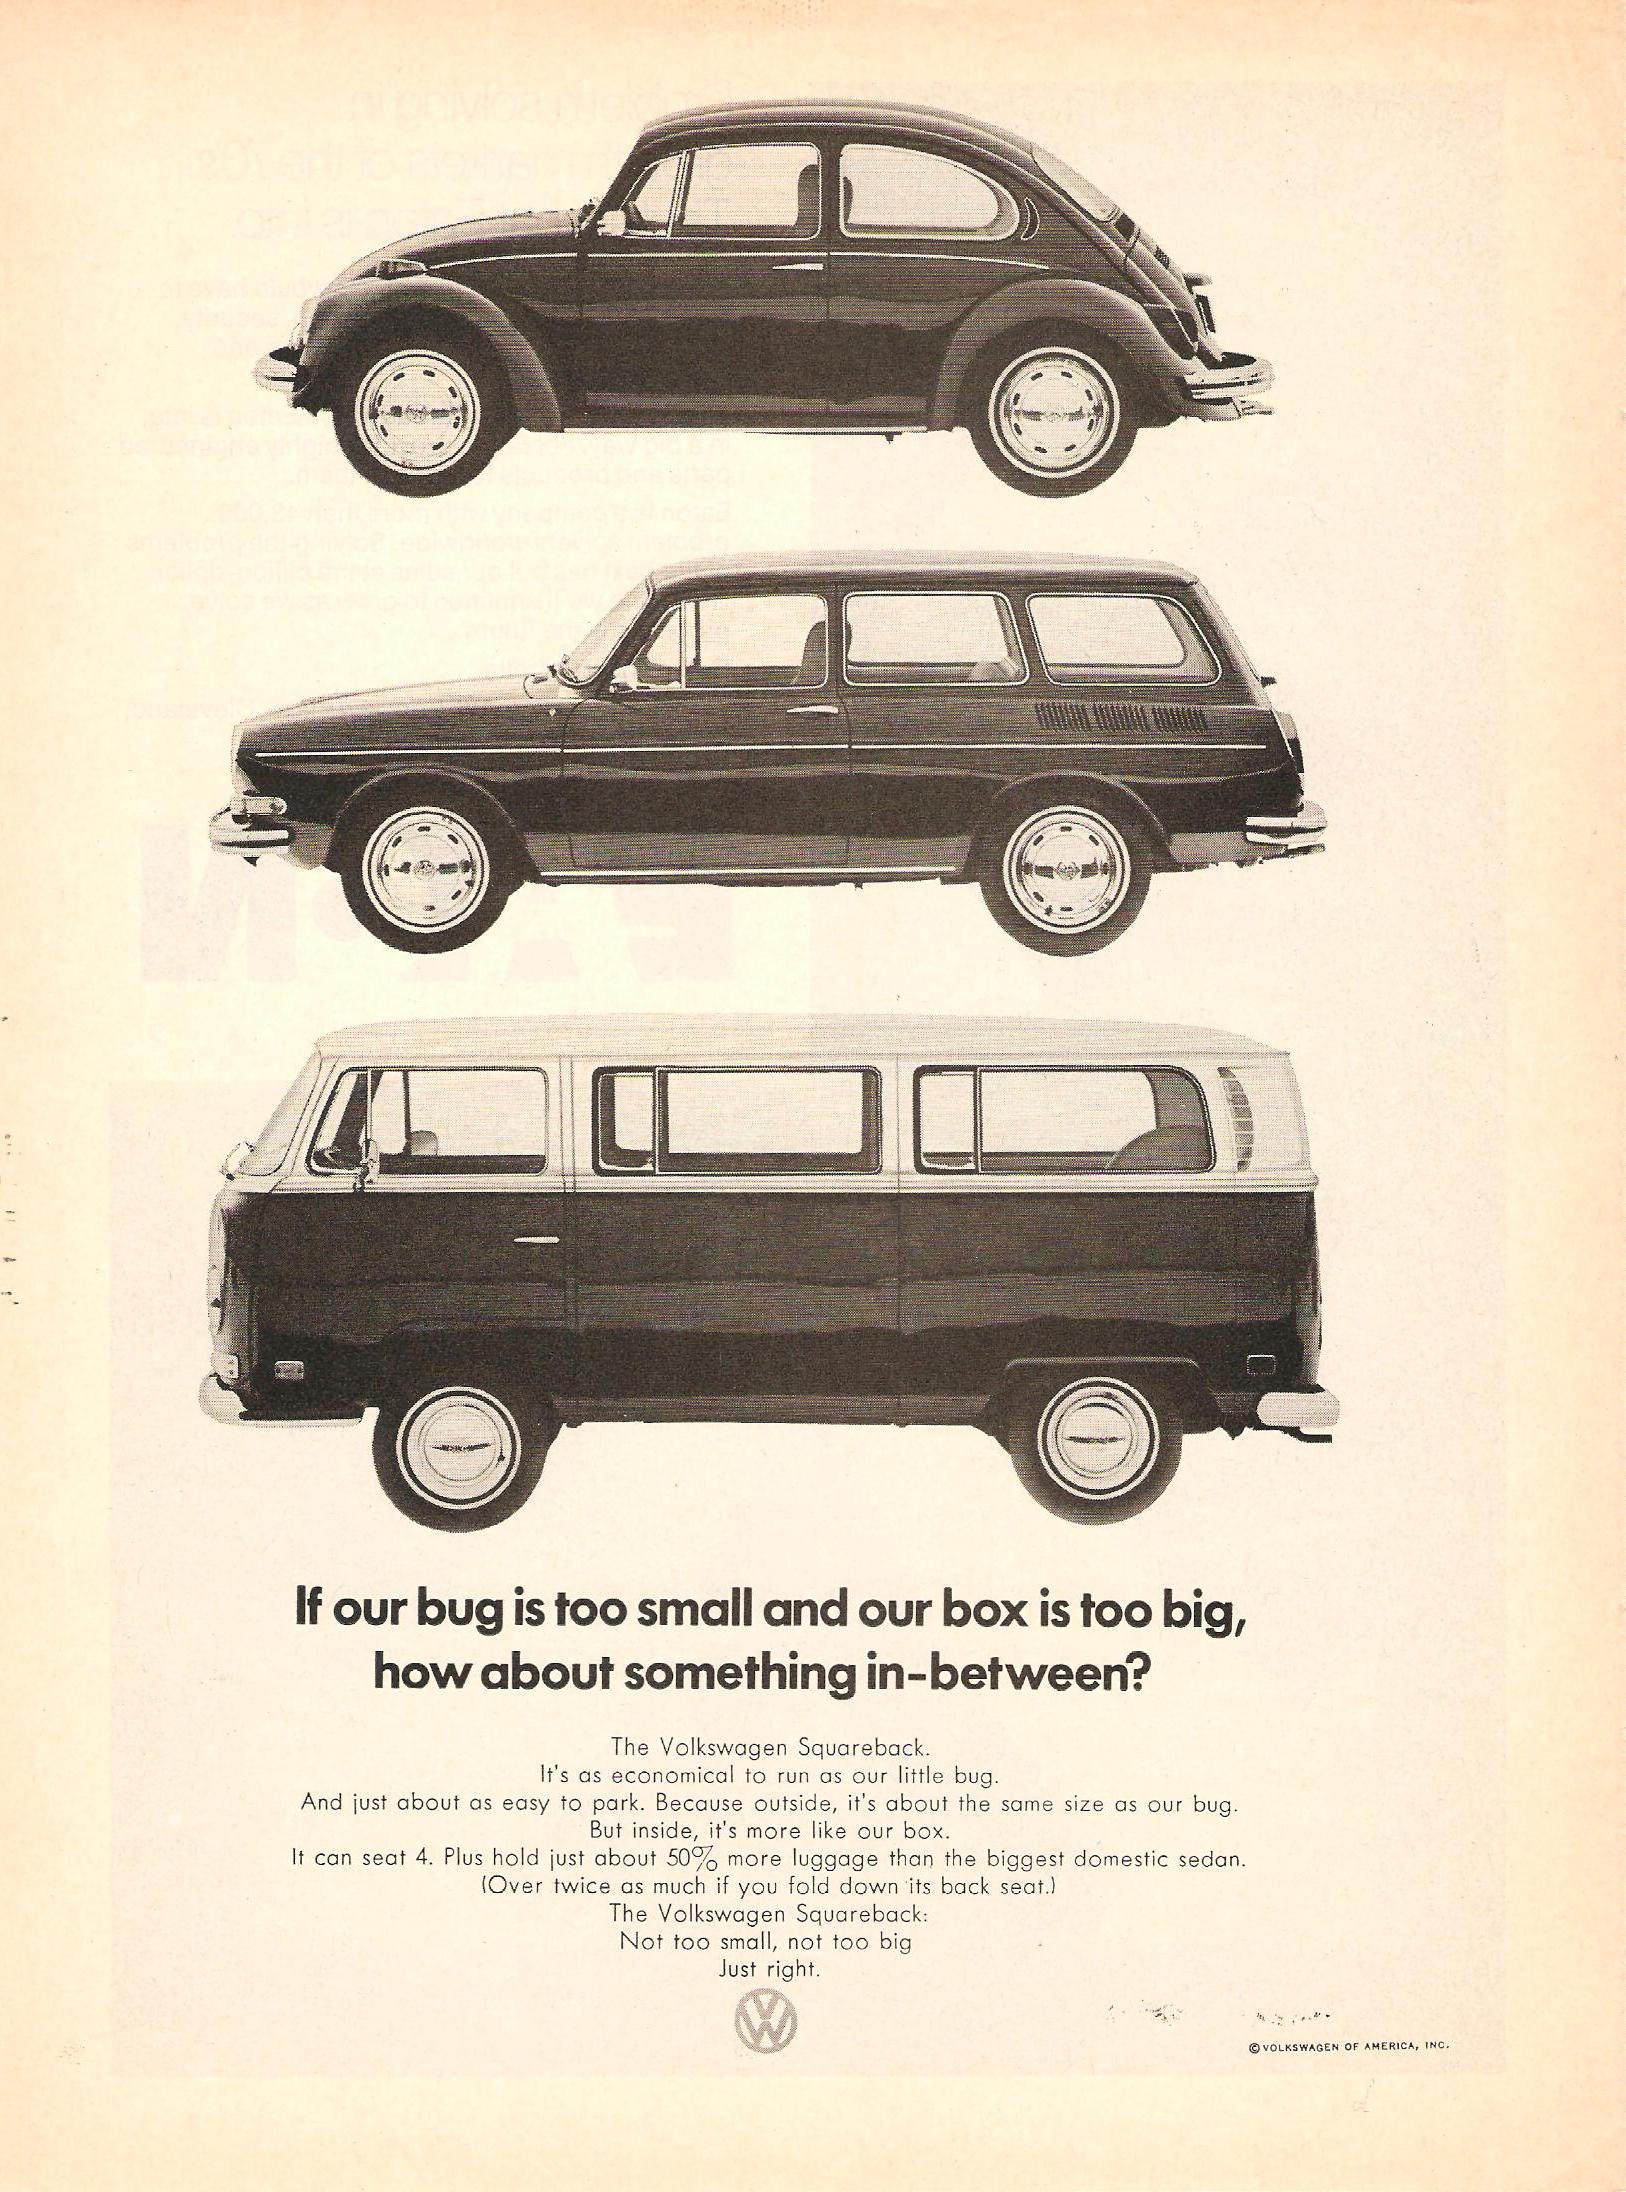 If our bug is too small and our box is too big,
how about something in-between?
The Volkswagen Squareback.
It's as economical to run as our little bug.
And just about as easy to park. Because outside, it's about the same size as our bug.
But inside, it's more like our box.
It can seat 4. Plus hold just about 50% more luggage than the biggest domestic sedan.
(Over twice as much if you fold down its back seat.)
The Volkswagen Squareback:
Not too small, not too big
Just right.
VW
© VOLKSWAGEN OF AMERICA, INC.